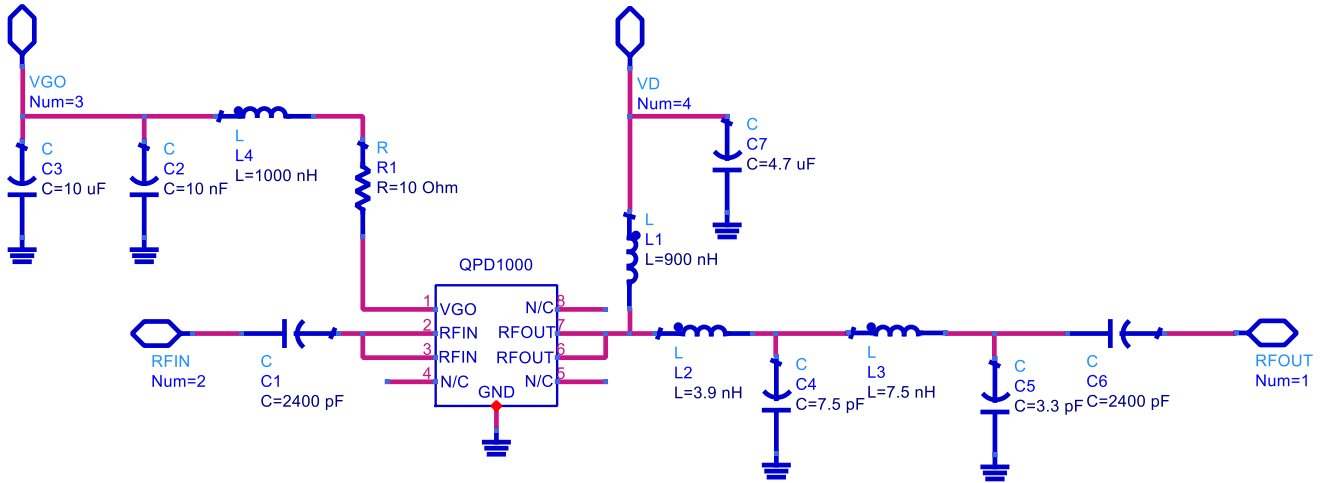 VGO
Num=3
C
C3
C=10 uF
C
C2
C=10 nF
L
L4
L=1000 nH
R
R1
R=10 Ohm
VD
Num=4
C
C7
C=4.7 uF
L
L1
L=900 nH
QPD1000
1 VGO
2 RFIN
3 RFIN
4 N/C
N/C 8
RFOUT 7
RFOUT 6
N/C 5
GND
RFIN
Num=2
C
C1
C=2400 pF
L
L2
L=3.9 nH
C
C4
C=7.5 pF
L
L3
L=7.5 nH
C
C5
C=3.3 pF
C
C6
C=2400 pF
RFOUT
Num=1